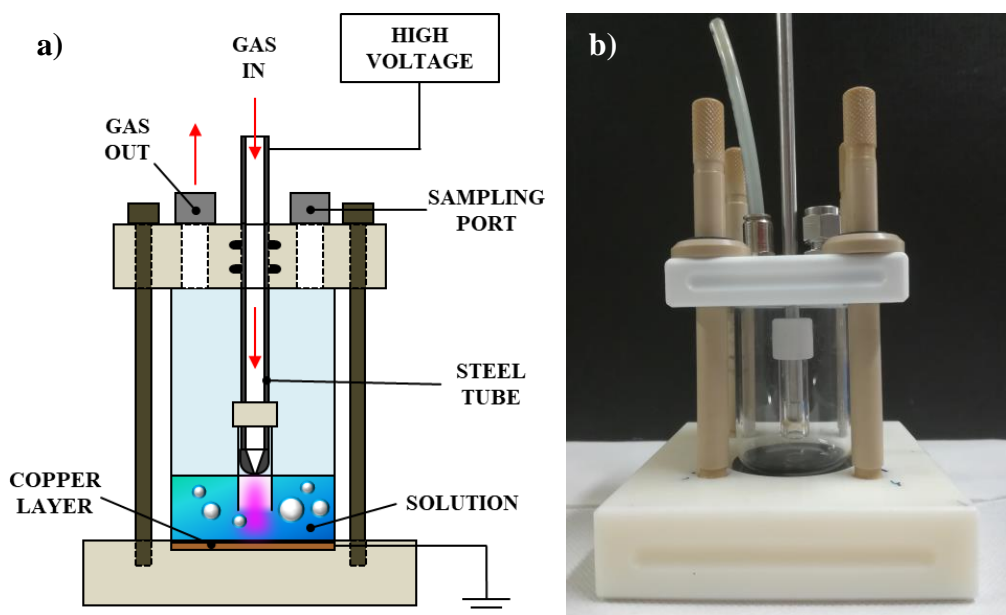 a)
GAS
IN
HIGH
VOLTAGE
GAS
OUT
SAMPLING
PORT
STEEL
TUBE
COPPER
LAYER
SOLUTION
b)